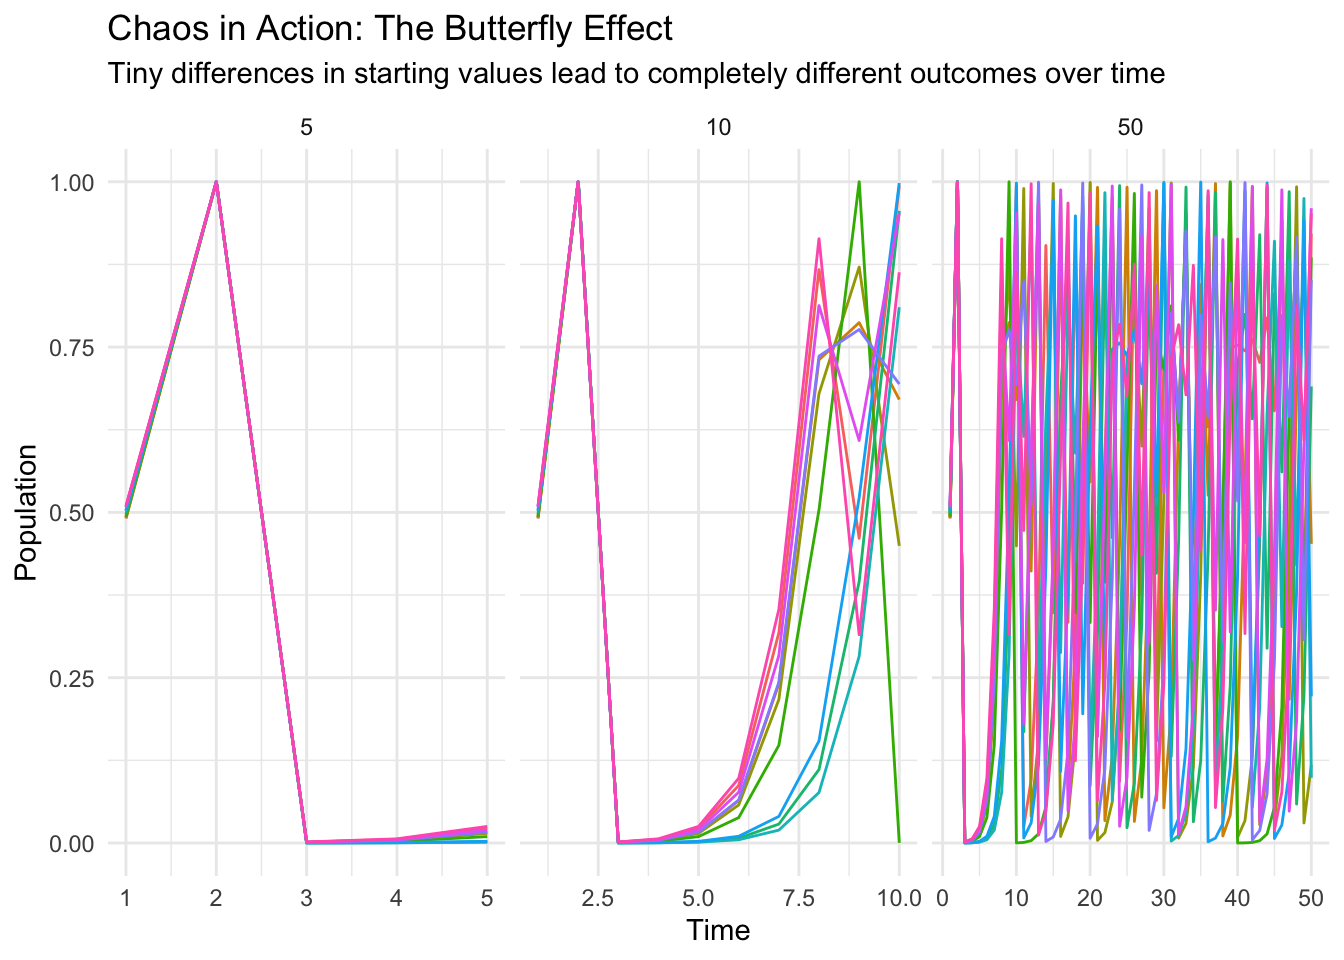 Chaos in Action: The Butterfly Effect
Tiny differences in starting values lead to completely different outcomes over time
5 10 50
1.00
0.75
0.50
0.25
0.00
Population
1 2 3 4 5 2.5 5.0 7.5 10.0 0 10 20 30 40 50
Time